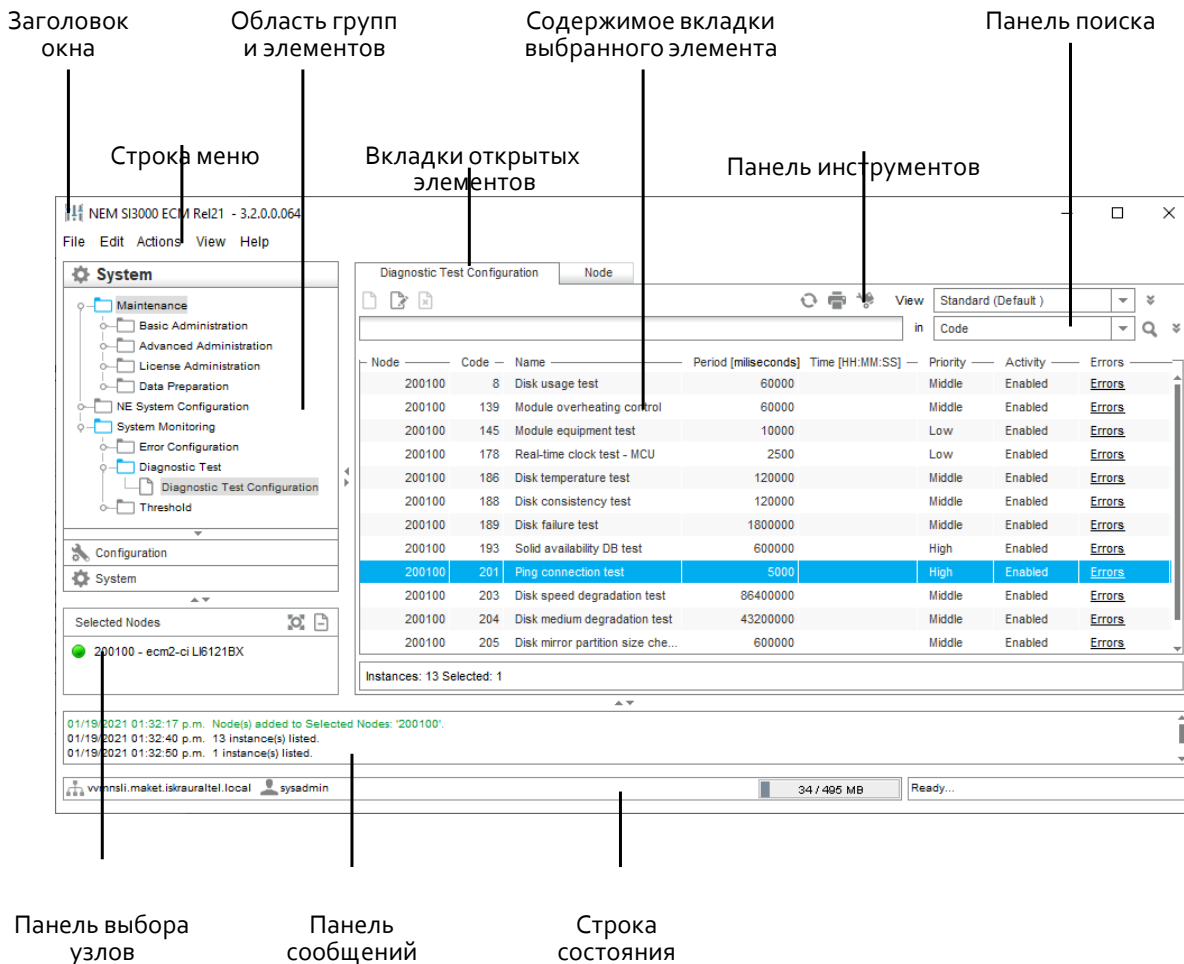 Заголовок окна
Область групп и элементов
Содержимое вкладки выбранного элемента
Панель поиска
Строка меню
Вкладки открытых элементов
Панель инструментов
NEM SI3000 ECM Rel21 - 3.2.0.0.064
File Edit Actions View Help
System
Maintenance
Basic Administration
Advanced Administration
License Administration
Data Preparation
NE System Configuration
System Monitoring
Error Configuration
Diagnostic Test
Diagnostic Test Configuration
Threshold
Configuration
System
Selected Nodes
200100 - ecm2-ci LI6121BX
Diagnostic Test Configuration Node
View Standard (Default )
in Code
Node Code Name Period [miliseconds] Time [HH:MM:SS] Priority Activity Errors
200100 8 Disk usage test 60000 Middle Enabled Errors
200100 139 Module overheating control 60000 Middle Enabled Errors
200100 145 Module equipment test 10000 Low Enabled Errors
200100 178 Real-time clock test - MCU 2500 Low Enabled Errors
200100 186 Disk temperature test 120000 Middle Enabled Errors
200100 188 Disk consistency test 120000 Middle Enabled Errors
200100 189 Disk failure test 1800000 Middle Enabled Errors
200100 193 Solid availability DB test 600000 High Enabled Errors
200100 201 Ping connection test 5000 High Enabled Errors
200100 203 Disk speed degradation test 86400000 Middle Enabled Errors
200100 204 Disk medium degradation test 43200000 Middle Enabled Errors
200100 205 Disk mirror partition size che... 600000 Middle Enabled Errors
Instances: 13 Selected: 1
01/19/2021 01:32:17 p.m. Node(s) added to Selected Nodes: '200100'.
01/19/2021 01:32:40 p.m. 13 instance(s) listed.
01/19/2021 01:32:50 p.m. 1 instance(s) listed.
vvmnsli.maket.iskrauraltel.local sysadmin 34 / 495 MB Ready...
Панель выбора узлов
Панель сообщений
Строка состояния